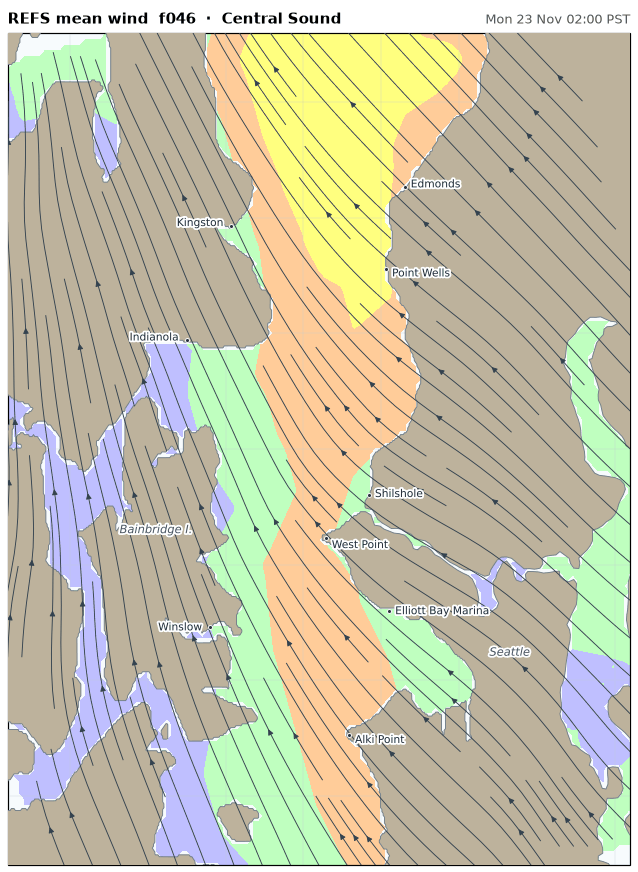 REFS mean wind f046 · Central Sound
Mon 23 Nov 02:00 PST
Edmonds
Kingston
Point Wells
Indianola
Shilshole
Bainbridge I.
West Point
Elliott Bay Marina
Winslow
Seattle
Alki Point